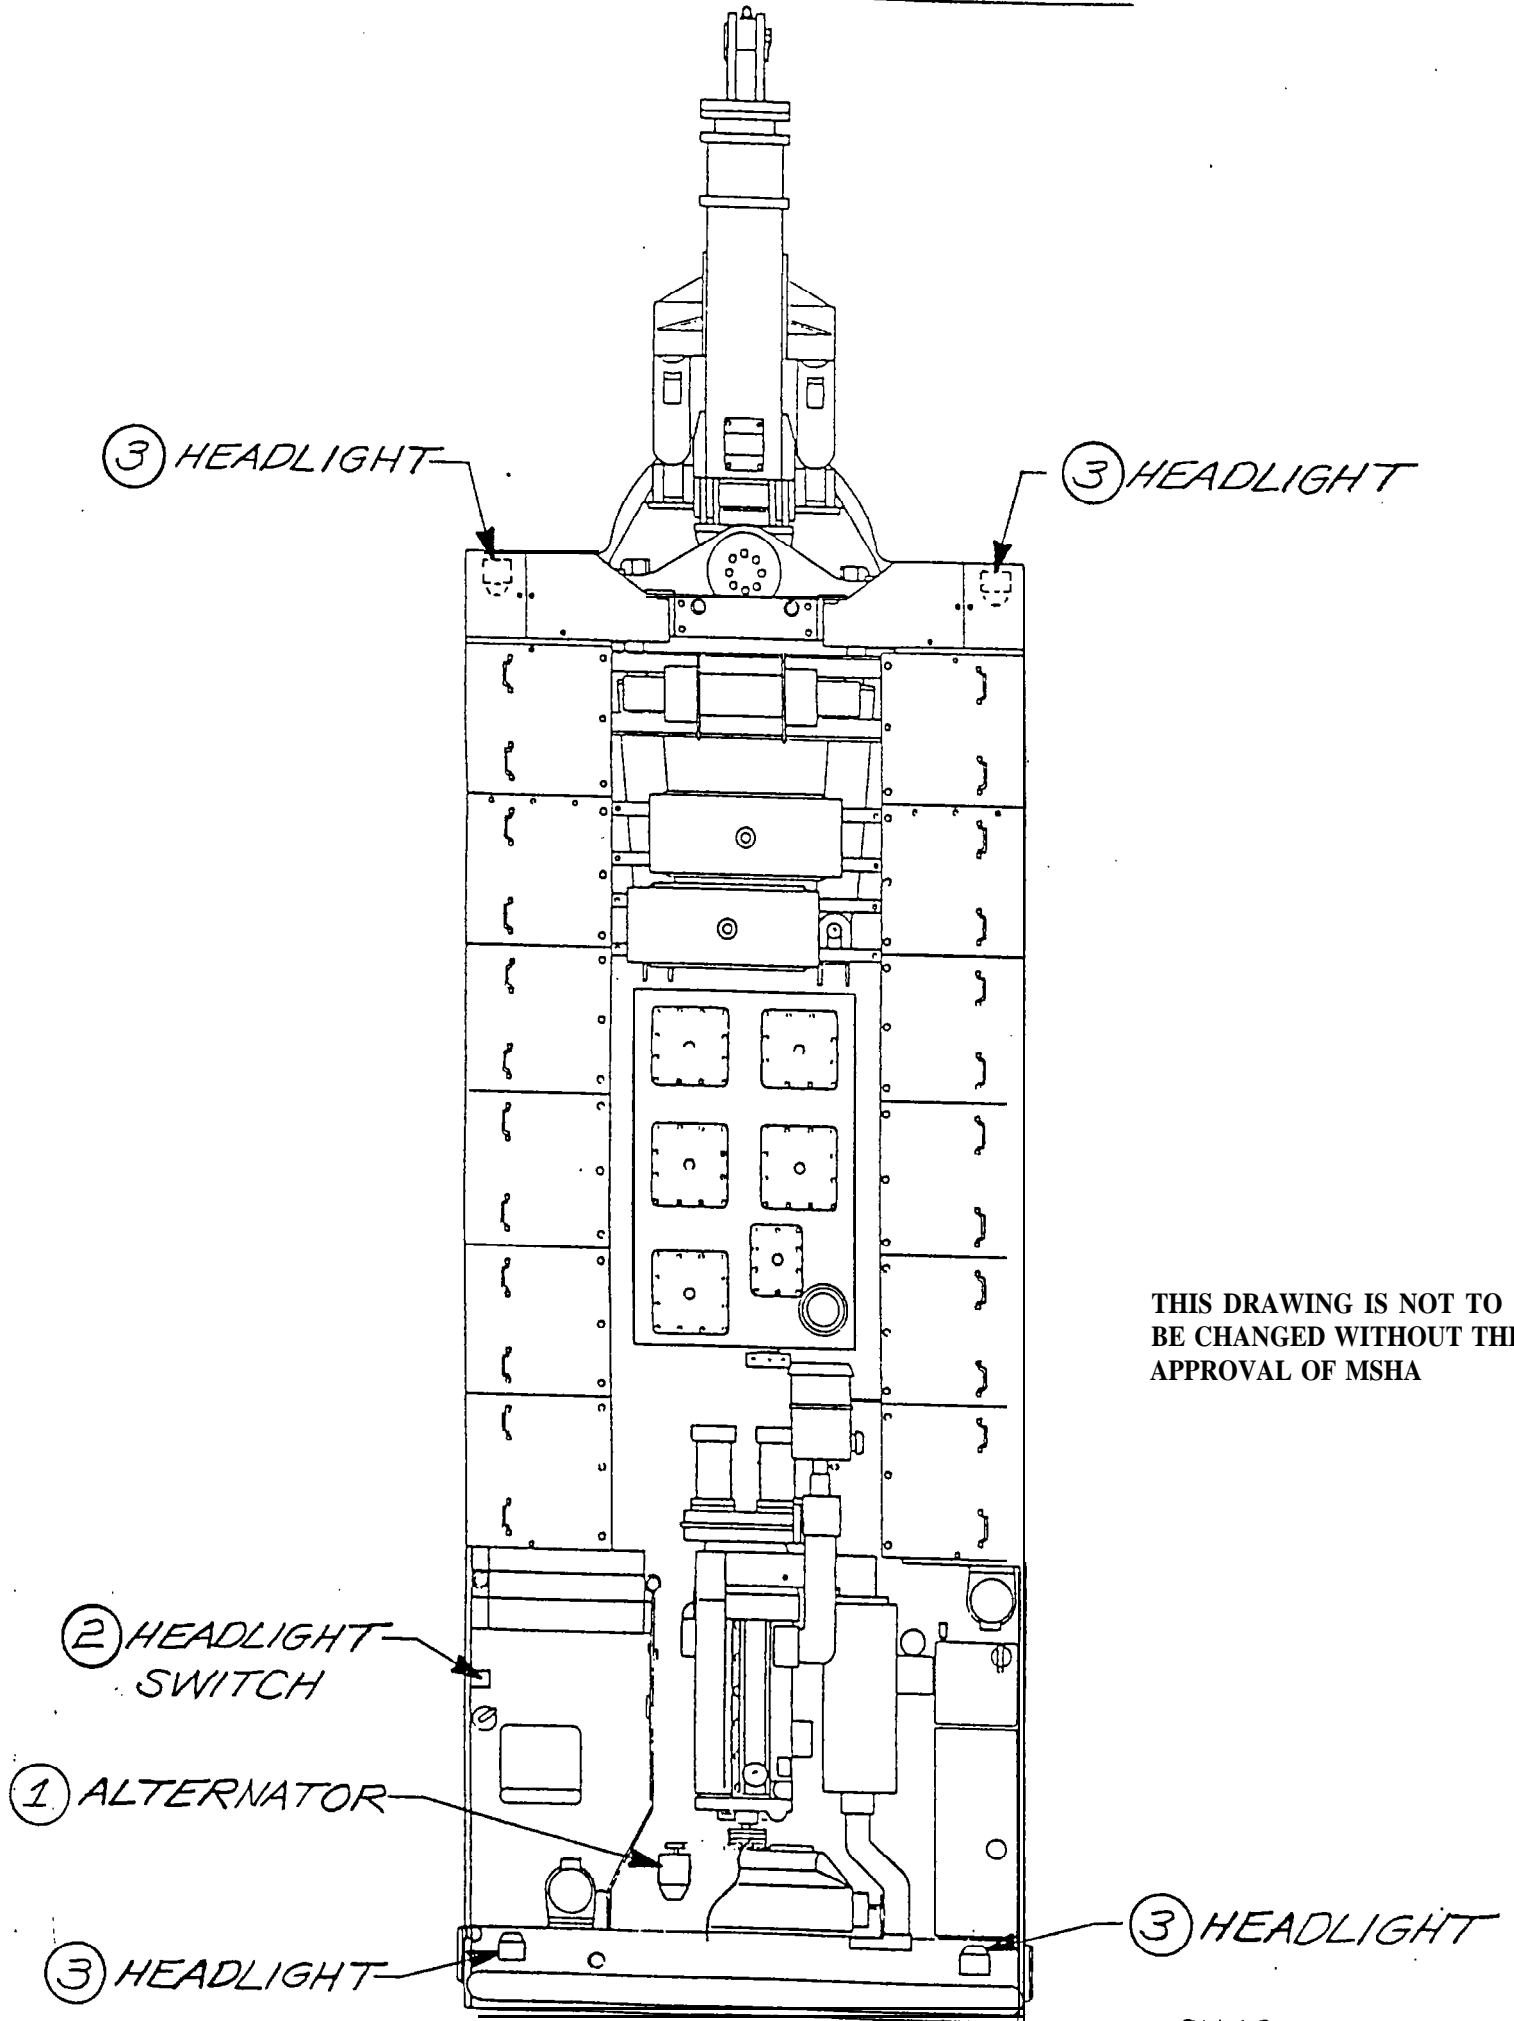 3 HEADLIGHT
3 HEADLIGHT
THIS DRAWING IS NOT TO
BE CHANGED WITHOUT THE
APPROVAL OF MSHA
2 HEADLIGHT
SWITCH
1 ALTERNATOR
3 HEADLIGHT
3 HEADLIGHT